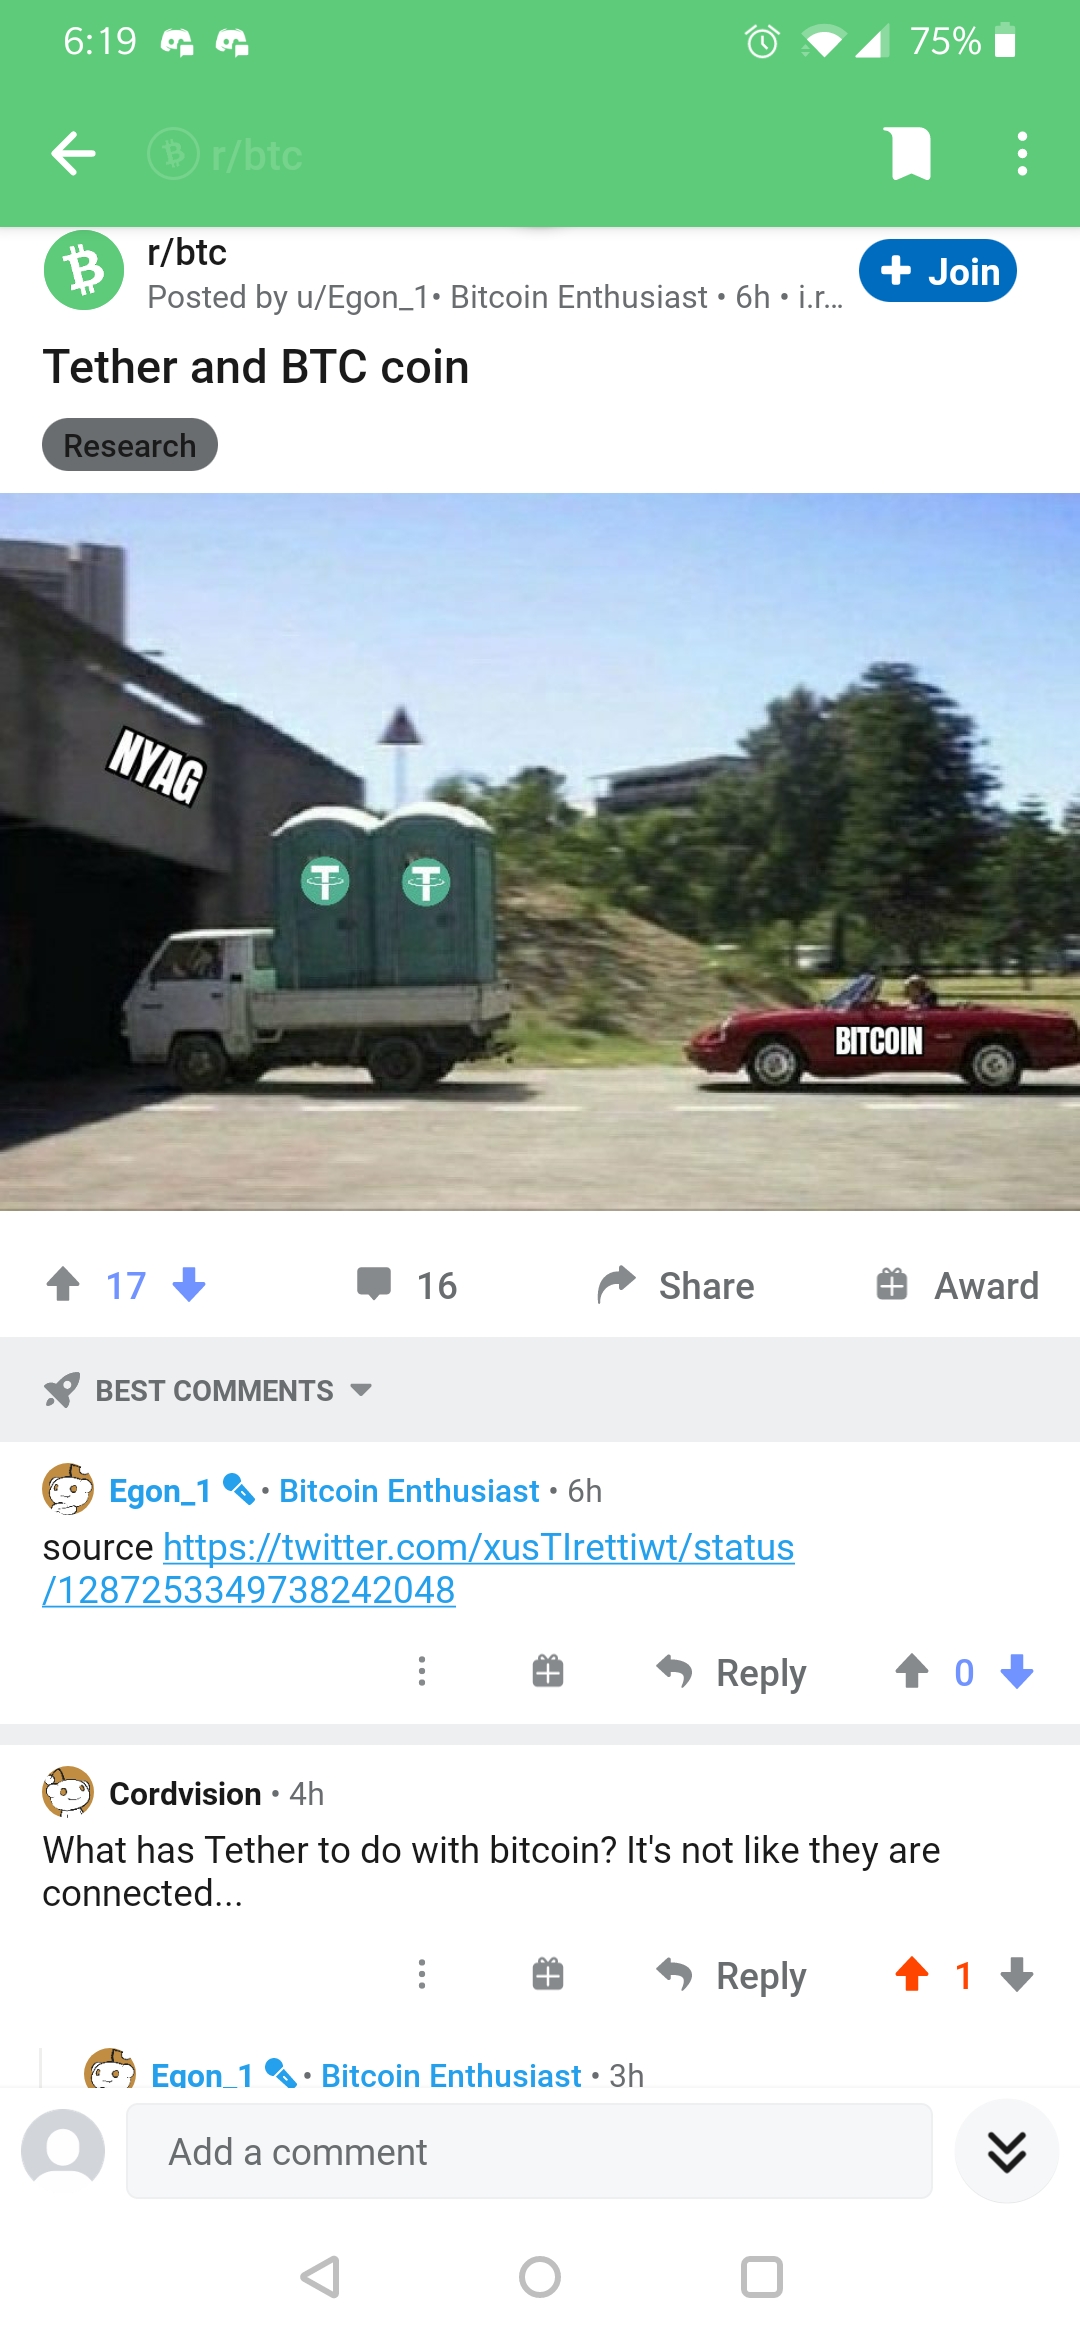 6:19
75%
r/btc
r/btc
Join
Posted by u/Egon_1• Bitcoin Enthusiast • 6h • i.r...
Tether and BTC coin
Research
NYAG
BITCOIN
17
16
Share
Award
BEST COMMENTS
Egon_1 • Bitcoin Enthusiast • 6h
source https://twitter.com/xusTIrettiwt/status
/1287253349738242048
Reply
0
Cordvision • 4h
What has Tether to do with bitcoin? It's not like they are
connected...
Reply
1
Egon_1 • Bitcoin Enthusiast • 3h
Add a comment